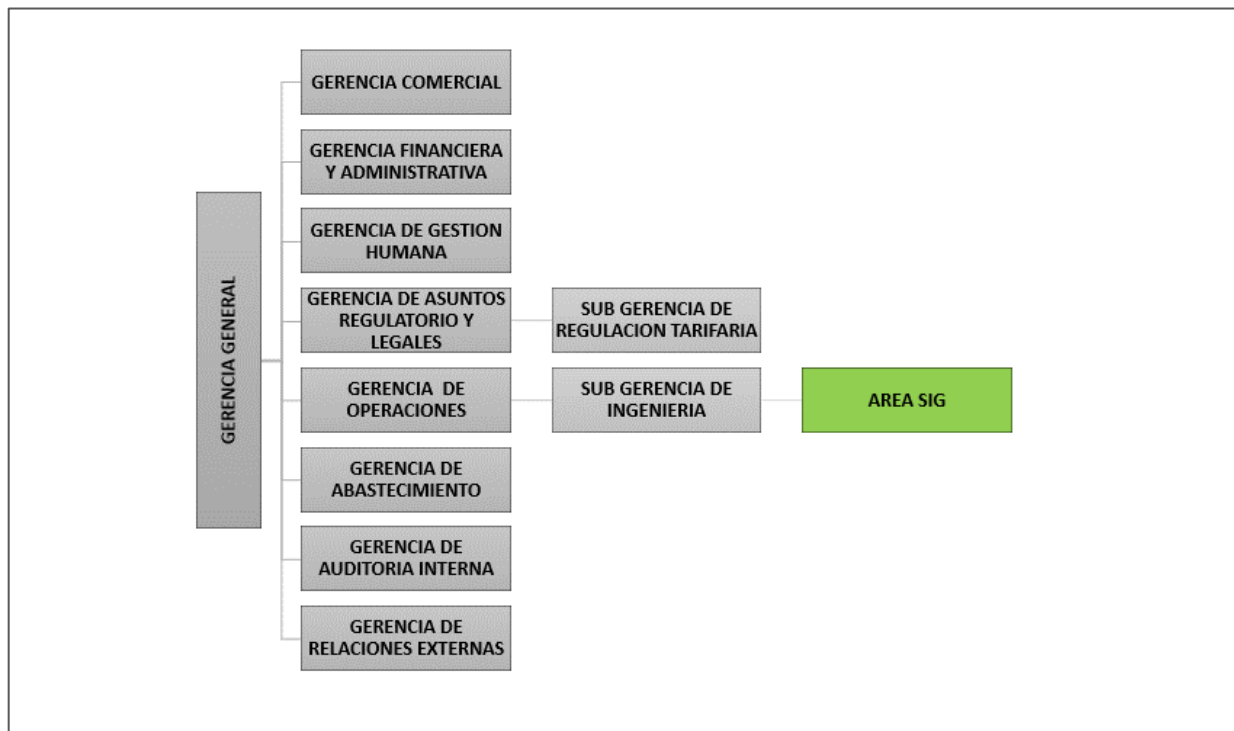 GERENCIA GENERAL
GERENCIA COMERCIAL
GERENCIA FINANCIERA
Y ADMINISTRATIVA
GERENCIA DE GESTION
HUMANA
GERENCIA DE ASUNTOS
REGULATORIO Y
LEGALES
SUB GERENCIA DE
REGULACION TARIFARIA
GERENCIA DE
OPERACIONES
SUB GERENCIA DE
INGENIERIA
AREA SIG
GERENCIA DE
ABASTECIMIENTO
GERENCIA DE
AUDITORIA INTERNA
GERENCIA DE
RELACIONES EXTERNAS